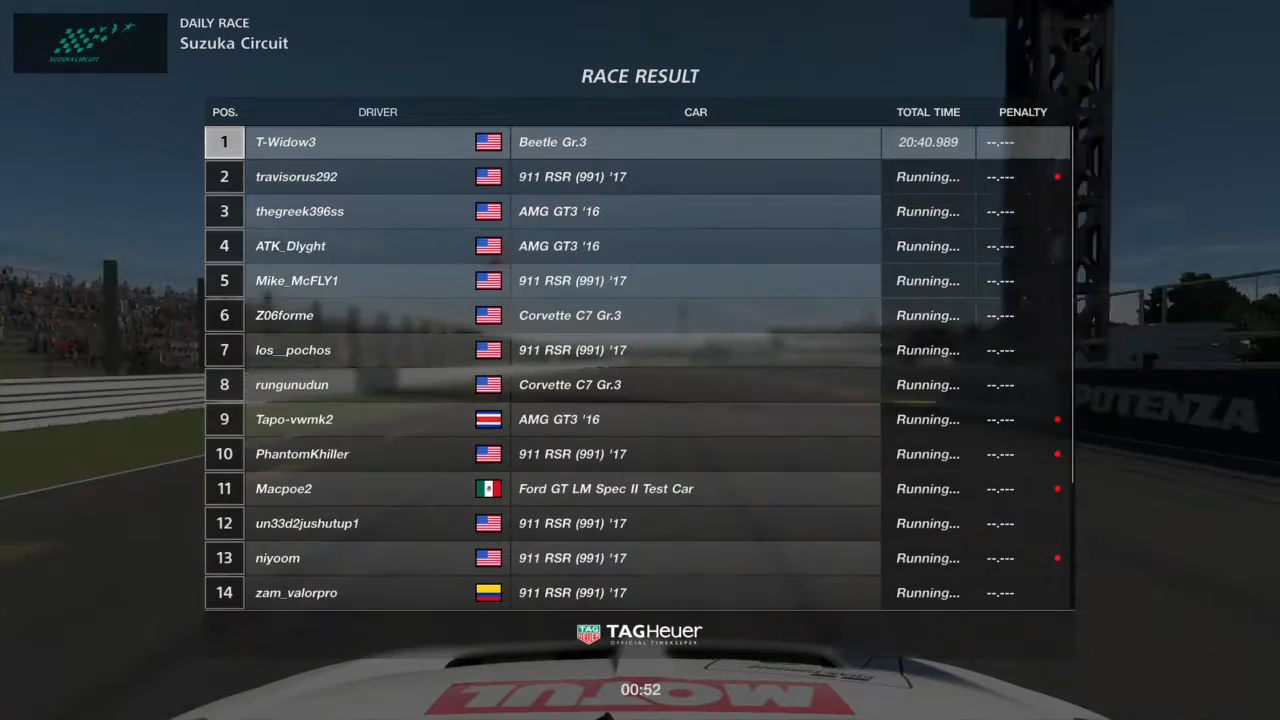 DAILY RACE
Suzuka Circuit
SUZUKA CIRCUIT
RACE RESULT
POS. DRIVER CAR TOTAL TIME PENALTY
1 T-Widow3 Beetle Gr.3 20:40.989 --.---
2 travisorus292 911 RSR (991) '17 Running... --.---
3 thegreek396ss AMG GT3 '16 Running... --.---
4 ATK_Dlyght AMG GT3 '16 Running... --.---
5 Mike_McFLY1 911 RSR (991) '17 Running... --.---
6 Z06forme Corvette C7 Gr.3 Running... --.---
7 los__pochos 911 RSR (991) '17 Running... --.---
8 rungunudun Corvette C7 Gr.3 Running... --.---
9 Tapo-vwmk2 AMG GT3 '16 Running... --.---
10 PhantomKhiller 911 RSR (991) '17 Running... --.---
11 Macpoe2 Ford GT LM Spec II Test Car Running... --.---
12 un33d2jushutup1 911 RSR (991) '17 Running... --.---
13 niyoom 911 RSR (991) '17 Running... --.---
14 zam_valorpro 911 RSR (991) '17 Running... --.---
POTENZA
TAG HEUER TAGHeuer
OFFICIAL TIMEKEEPER
00:52
MOTUL